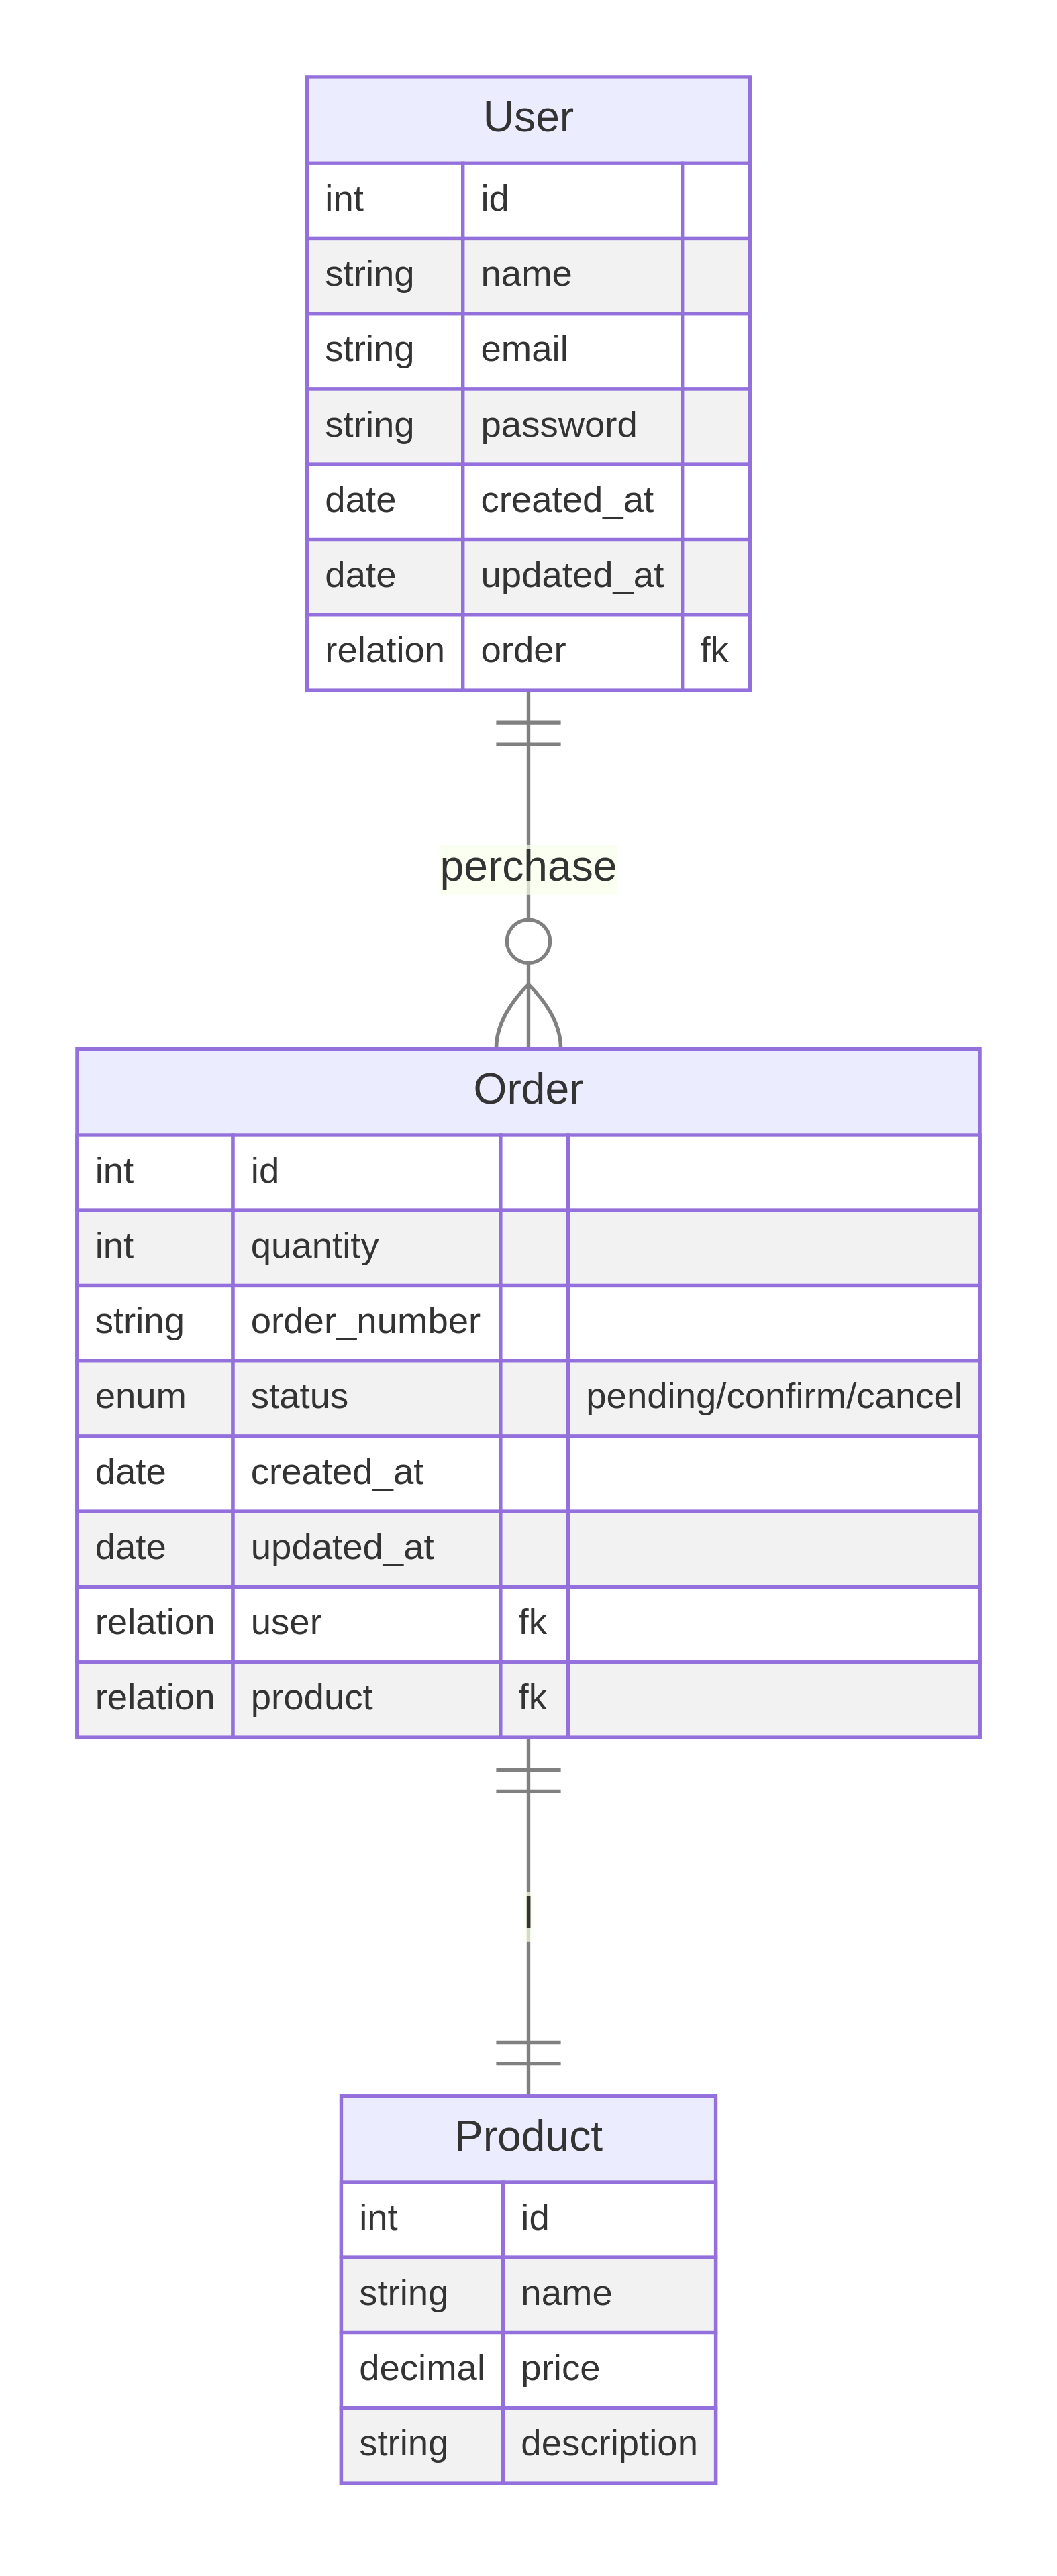 User
int id
string name
string email
string password
date created_at
date updated_at
relation order fk
perchase
Order
int id
int quantity
string order_number
enum status pending/confirm/cancel
date created_at
date updated_at
relation user fk
relation product fk
Product
int id
string name
decimal price
string description